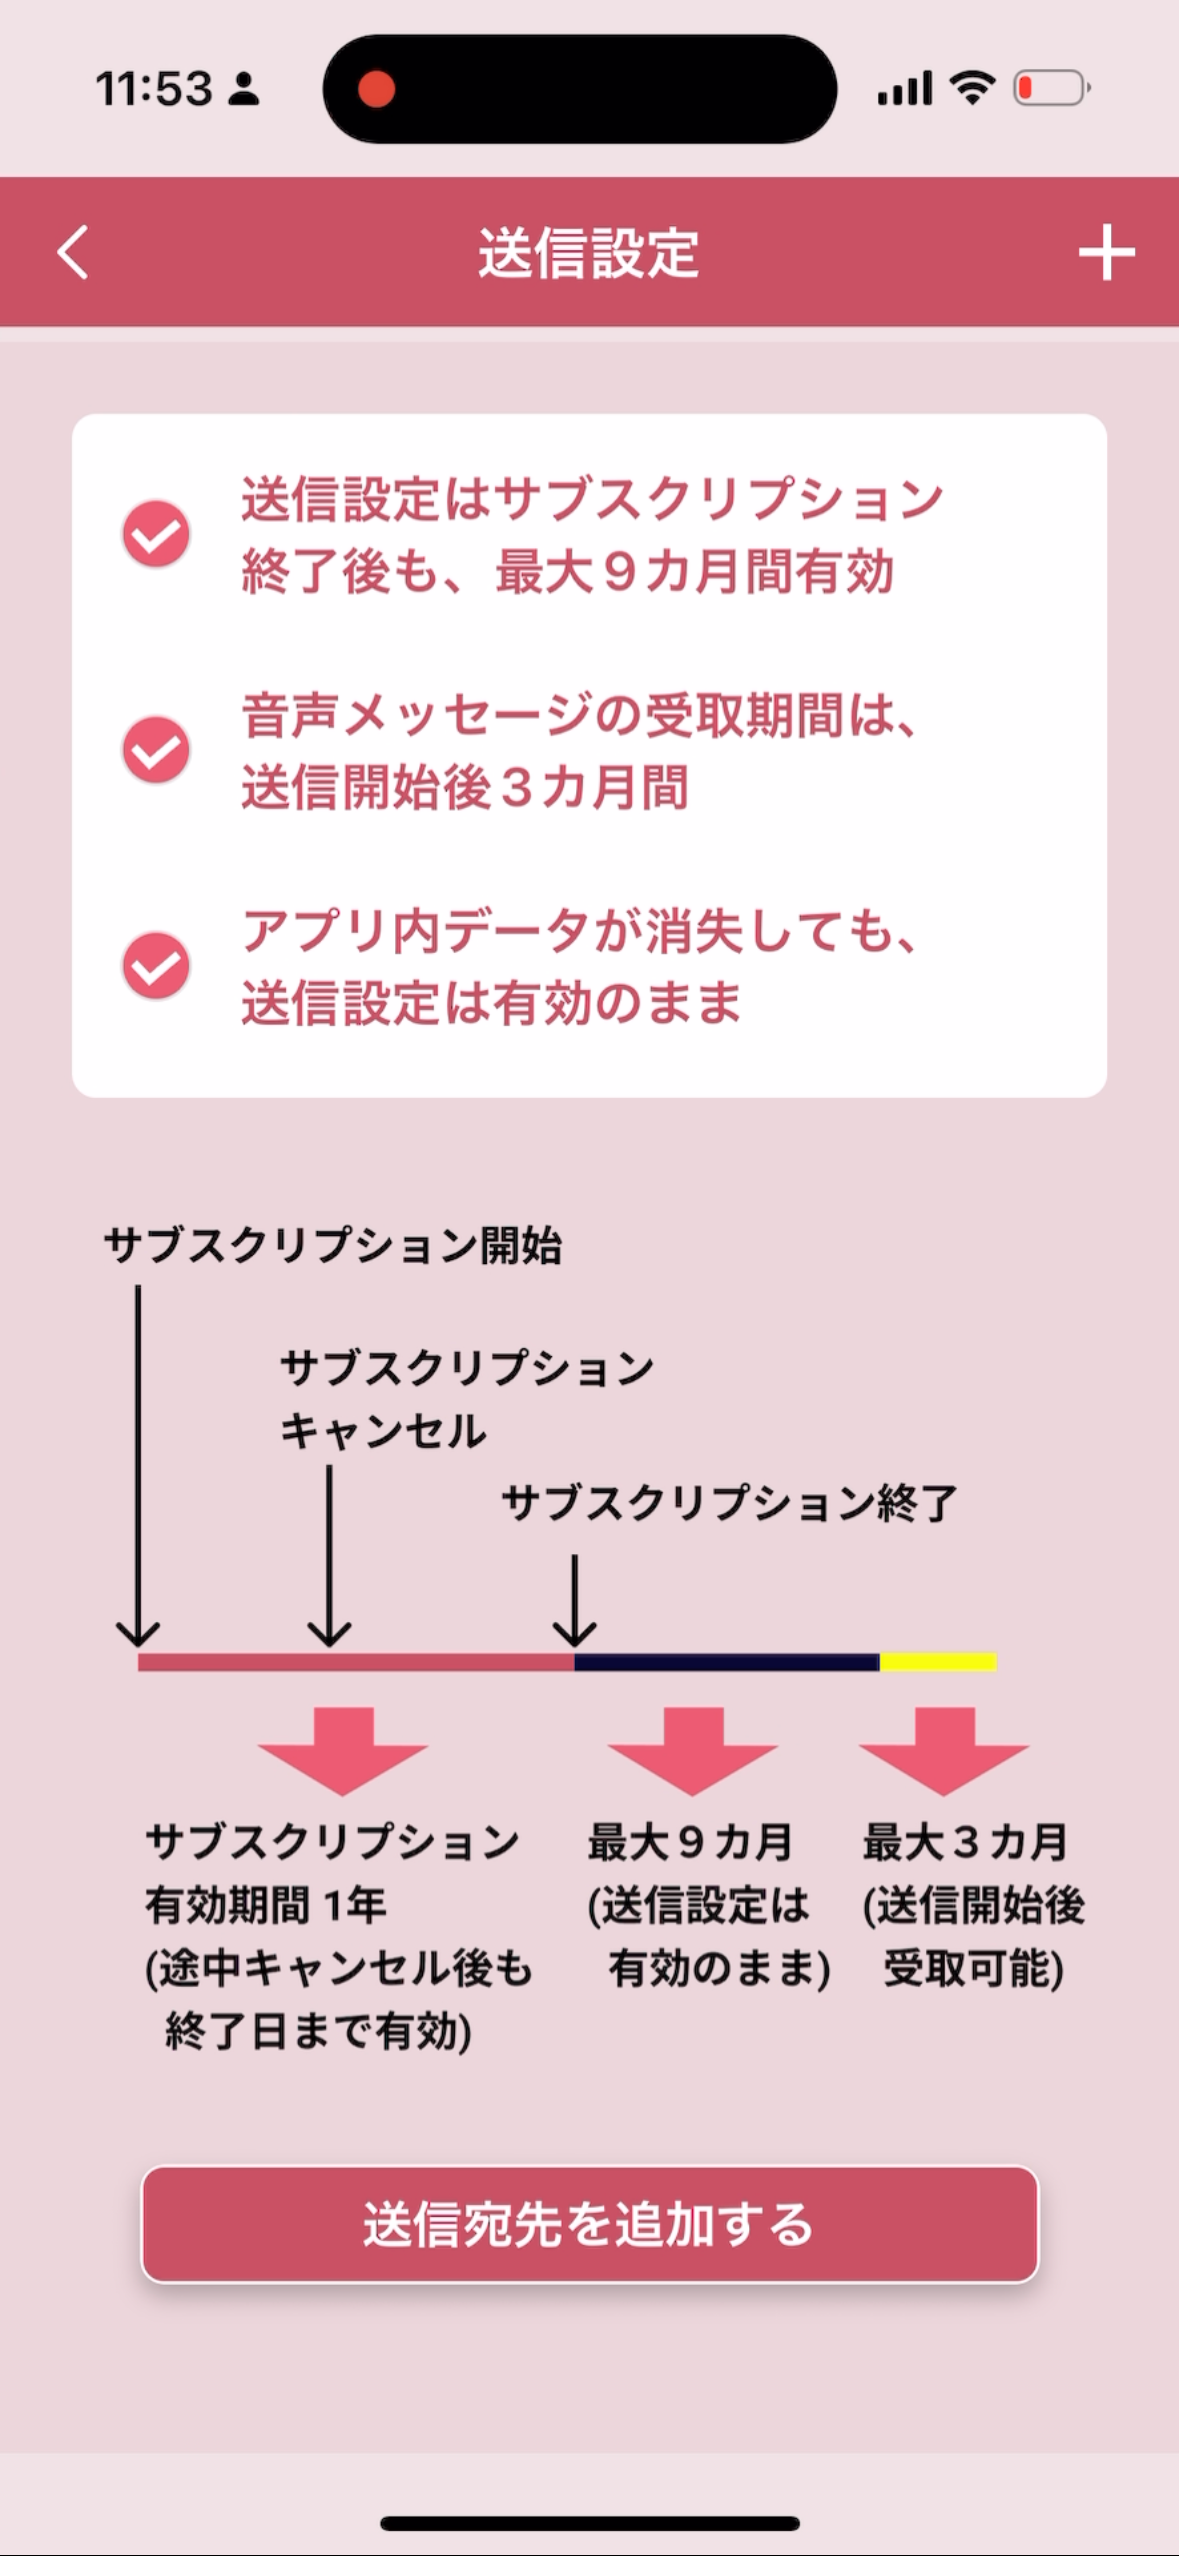 11:53
送信設定
送信設定はサブスクリプション
終了後も、最大９カ月間有効
音声メッセージの受取期間は、
送信開始後３カ月間
アプリ内データが消失しても、
送信設定は有効のまま
サブスクリプション開始
サブスクリプション
キャンセル
サブスクリプション終了
サブスクリプション
有効期間 1年
(途中キャンセル後も
終了日まで有効)
最大９カ月
(送信設定は
有効のまま)
最大３カ月
(送信開始後
受取可能)
送信宛先を追加する